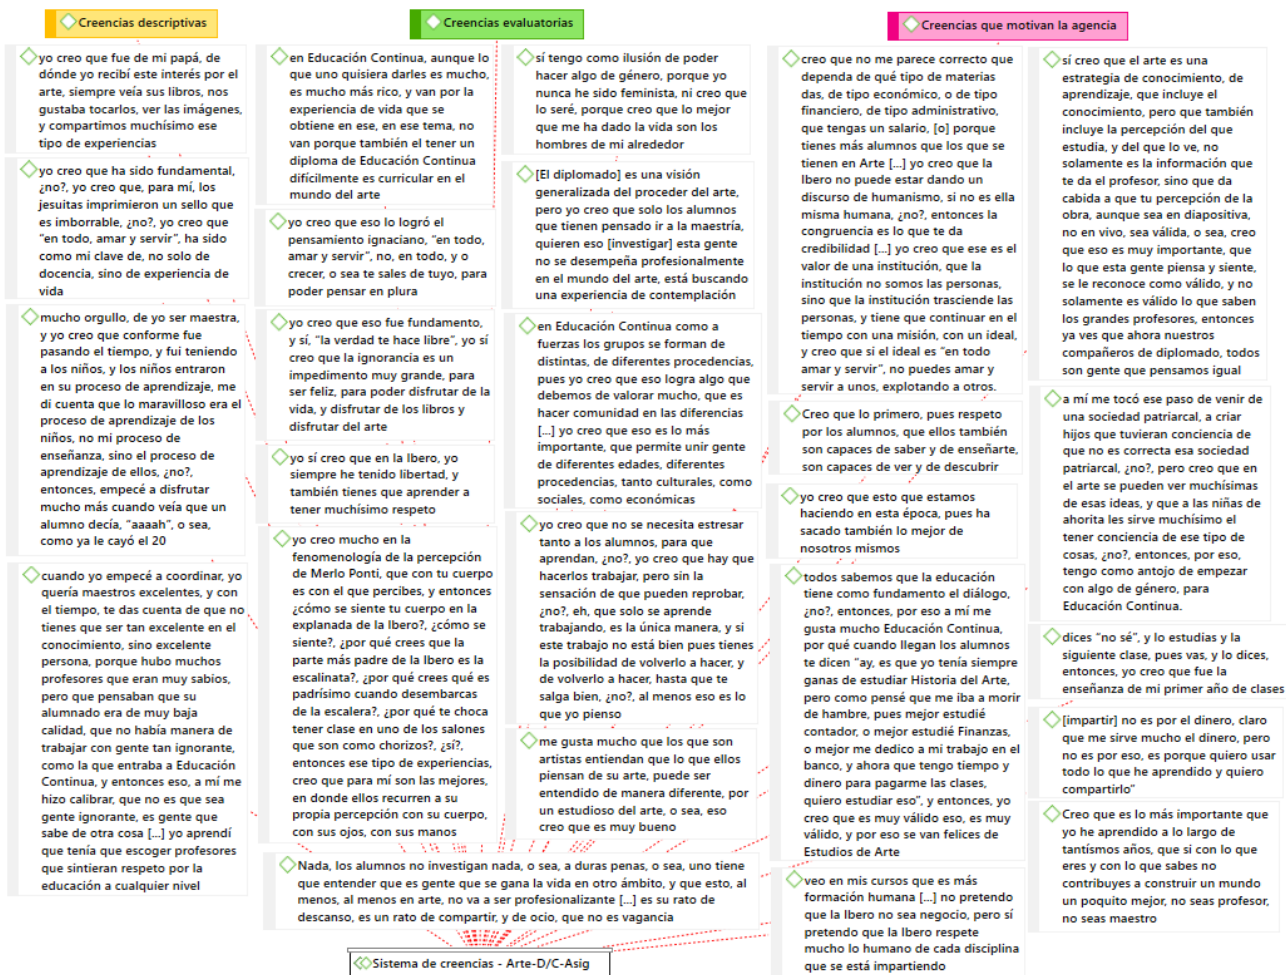 Creencias descriptivas
yo creo que fue de mi papá, de
dónde yo recibí este interés por el
arte, siempre veía sus libros, nos
gustaba tocarlos, ver las imágenes,
y compartimos muchísimo ese
tipo de experiencias
yo creo que ha sido fundamental,
¿no?, yo creo que, para mí, los
jesuitas imprimieron un sello que
es imborrable, ¿no?, yo creo que
"en todo, amar y servir", ha sido
como mi clave de, no solo de
docencia, sino de experiencia de
vida
mucho orgullo, de yo ser maestra,
y yo creo que conforme fue
pasando el tiempo, y fui teniendo
a los niños, y los niños entraron
en su proceso de aprendizaje, me
di cuenta que lo maravilloso era el
proceso de aprendizaje de los
niños, no mi proceso de
enseñanza, sino el proceso de
aprendizaje de ellos, ¿no?,
entonces, empecé a disfrutar
mucho más cuando veía que un
alumno decía, "aaaah", o sea,
como ya le cayó el 20
cuando yo empecé a coordinar, yo
quería maestros excelentes, y con
el tiempo, te das cuenta de que no
tienes que ser tan excelente en el
conocimiento, sino excelente
persona, porque hubo muchos
profesores que eran muy sabios,
pero que pensaban que su
alumnado era de muy baja
calidad, que no había manera de
trabajar con gente tan ignorante,
como la que entraba a Educación
Continua, y entonces eso, a mí me
hizo calibrar, que no es que sea
gente ignorante, es gente que
sabe de otra cosa [...] yo aprendí
que tenía que escoger profesores
que sintieran respeto por la
educación a cualquier nivel
Creencias evaluatorias
en Educación Continua, aunque lo
que uno quisiera darles es mucho,
es mucho más rico, y van por la
experiencia de vida que se
obtiene en ese, en ese tema, no
van porque también el tener un
diploma de Educación Continua
difícilmente es curricular en el
mundo del arte
yo creo que eso lo logró el
pensamiento ignaciano, "en todo,
amar y servir", no, en todo, y o
crecer, o sea te sales de tuyo, para
poder pensar en plura
yo creo que eso fue fundamento,
y sí, "la verdad te hace libre", yo sí
creo que la ignorancia es un
impedimento muy grande, para
ser feliz, para poder disfrutar de la
vida, y disfrutar de los libros y
disfrutar del arte
yo sí creo que en la Ibero, yo
siempre he tenido libertad, y
también tienes que aprender a
tener muchísimo respeto
yo creo mucho en la
fenomenología de la percepción
de Merlo Ponti, que con tu cuerpo
es con el que percibes, y entonces
¿cómo se siente tu cuerpo en la
explanada de la Ibero?, ¿cómo se
siente?, ¿por qué crees que la
parte más padre de la Ibero es la
escalinata?, ¿por qué crees qué es
padrísimo cuando desembarcas
de la escalera?, ¿por qué te choca
tener clase en uno de los salones
que son como chorizos?, ¿sí?,
entonces ese tipo de experiencias,
creo que para mí son las mejores,
en donde ellos recurren a su
propia percepción con su cuerpo,
con sus ojos, con sus manos
sí tengo como ilusión de poder
hacer algo de género, porque yo
nunca he sido feminista, ni creo que
lo seré, porque creo que lo mejor
que me ha dado la vida son los
hombres de mi alrededor
[El diplomado] es una visión
generalizada del proceder del arte,
pero yo creo que solo los alumnos
que tienen pensado ir a la maestría,
quieren eso [investigar] esta gente
no se desempeña profesionalmente
en el mundo del arte, está buscando
una experiencia de contemplación
en Educación Continua como a
fuerzas los grupos se forman de
distintas, de diferentes procedencias,
pues yo creo que eso logra algo que
debemos de valorar mucho, que es
hacer comunidad en las diferencias
[...] yo creo que eso es lo más
importante, que permite unir gente
de diferentes edades, diferentes
procedencias, tanto culturales, como
sociales, como económicas
yo creo que no se necesita estresar
tanto a los alumnos, para que
aprendan, ¿no?, yo creo que hay que
hacerlos trabajar, pero sin la
sensación de que pueden reprobar,
¿no?, eh, que solo se aprende
trabajando, es la única manera, y si
este trabajo no está bien pues tienes
la posibilidad de volverlo a hacer, y
de volverlo a hacer, hasta que te
salga bien, ¿no?, al menos eso es lo
que yo pienso
me gusta mucho que los que son
artistas entiendan que lo que ellos
piensan de su arte, puede ser
entendido de manera diferente, por
un estudioso del arte, o sea, eso
creo que es muy bueno
Nada, los alumnos no investigan nada, o sea, a duras penas, o sea, uno tiene
que entender que es gente que se gana la vida en otro ámbito, y que esto, al
menos, al menos en arte, no va a ser profesionalizante [...] es su rato de
descanso, es un rato de compartir, y de ocio, que no es vagancia
Creencias que motivan la agencia
creo que no me parece correcto que
dependa de qué tipo de materias
das, de tipo económico, o de tipo
financiero, de tipo administrativo,
que tengas un salario, [o] porque
tienes más alumnos que los que se
tienen en Arte [...] yo creo que la
Ibero no puede estar dando un
discurso de humanismo, si no es ella
misma humana, ¿no?, entonces la
congruencia es lo que te da
credibilidad [...] yo creo que ese es el
valor de una institución, que la
institución no somos las personas,
sino que la institución trasciende las
personas, y tiene que continuar en el
tiempo con una misión, con un ideal,
y creo que si el ideal es "en todo
amar y servir", no puedes amar y
servir a unos, explotando a otros.
Creo que lo primero, pues respeto
por los alumnos, que ellos también
son capaces de saber y de enseñarte,
son capaces de ver y de descubrir
yo creo que esto que estamos
haciendo en esta época, pues ha
sacado también lo mejor de
nosotros mismos
todos sabemos que la educación
tiene como fundamento el diálogo,
¿no?, entonces, por eso a mí me
gusta mucho Educación Continua,
por qué cuando llegan los alumnos
te dicen "ay, es que yo tenía siempre
ganas de estudiar Historia del Arte,
pero como pensé que me iba a morir
de hambre, pues mejor estudié
contador, o mejor estudié Finanzas,
o mejor me dedico a mi trabajo en el
banco, y ahora que tengo tiempo y
dinero para pagarme las clases,
quiero estudiar eso", y entonces, yo
creo que es muy válido eso, es muy
válido, y por eso se van felices de
Estudios de Arte
veo en mis cursos que es más
formación humana [...] no pretendo
que la Ibero no sea negocio, pero sí
pretendo que la Ibero respete
mucho lo humano de cada disciplina
que se está impartiendo
sí creo que el arte es una
estrategia de conocimiento, de
aprendizaje, que incluye el
conocimiento, pero que también
incluye la percepción del que
estudia, y del que lo ve, no
solamente es la información que
te da el profesor, sino que da
cabida a que tu percepción de la
obra, aunque sea en diapositiva,
no en vivo, sea válida, o sea, creo
que eso es muy importante, que
lo que esta gente piensa y siente,
se le reconoce como válido, y no
solamente es válido lo que saben
los grandes profesores, entonces
ya ves que ahora nuestros
compañeros de diplomado, todos
son gente que pensamos igual
a mí me tocó ese paso de venir de
una sociedad patriarcal, a criar
hijos que tuvieran conciencia de
que no es correcta esa sociedad
patriarcal, ¿no?, pero creo que en
el arte se pueden ver muchísimas
de esas ideas, y que a las niñas de
ahorita les sirve muchísimo el
tener conciencia de ese tipo de
cosas, ¿no?, entonces, por eso,
tengo como antojo de empezar
con algo de género, para
Educación Continua.
dices "no sé", y lo estudias y la
siguiente clase, pues vas, y lo dices,
entonces, yo creo que fue la
enseñanza de mi primer año de clases
[impartir] no es por el dinero, claro
que me sirve mucho el dinero, pero
no es por eso, es porque quiero usar
todo lo que he aprendido y quiero
compartirlo"
Creo que es lo más importante que
yo he aprendido a lo largo de
tantísmos años, que si con lo que
eres y con lo que sabes no
contribuyes a construir un mundo
un poquito mejor, no seas profesor,
no seas maestro
Sistema de creencias - Arte-D/C-Asig